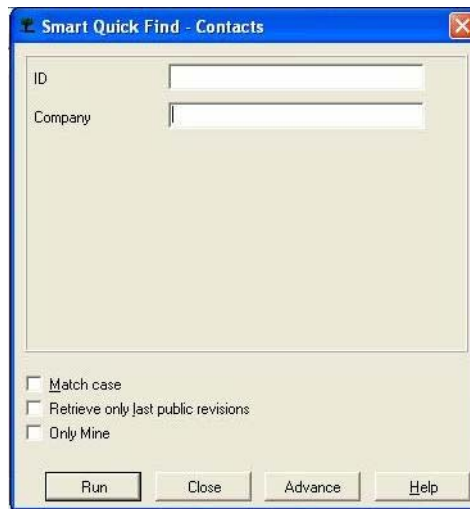 Smart Quick Find - Contacts
ID
Company
Match case
Retrieve only last public revisions
Only Mine
Run Close Advance Help